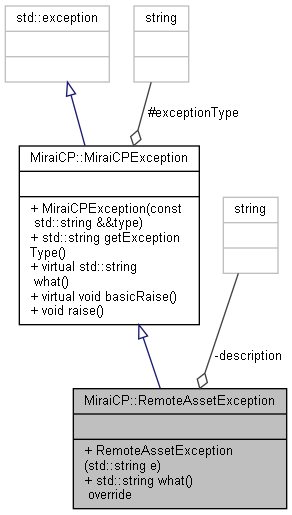 std::exception
string
#exceptionType
MiraiCP::MiraiCPException
+ MiraiCPException(const
std::string &&type)
+ std::string getException
Type()
+ virtual std::string
what()
+ virtual void basicRaise()
+ void raise()
string
-description
MiraiCP::RemoteAssetException
+ RemoteAssetException
(std::string e)
+ std::string what()
override